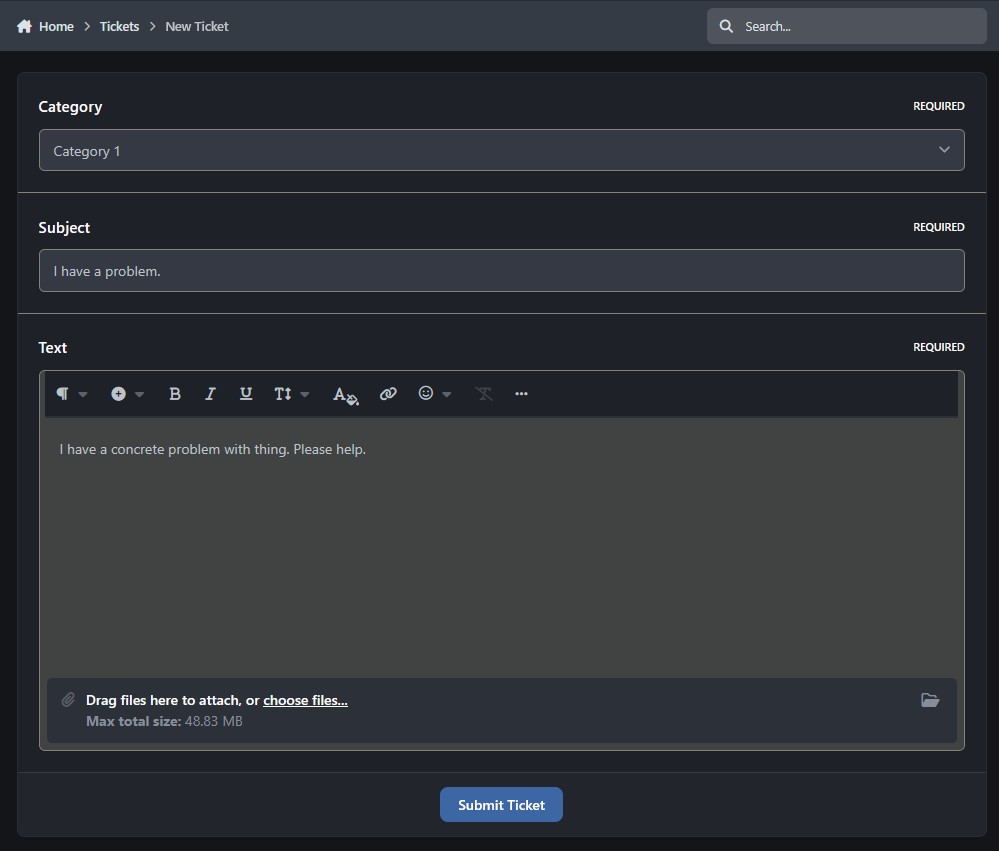 Home > Tickets > New Ticket
Search...
Category REQUIRED
Category 1
Subject REQUIRED
I have a problem.
Text REQUIRED
I have a concrete problem with thing. Please help.
Drag files here to attach, or choose files...
Max total size: 48.83 MB
Submit Ticket